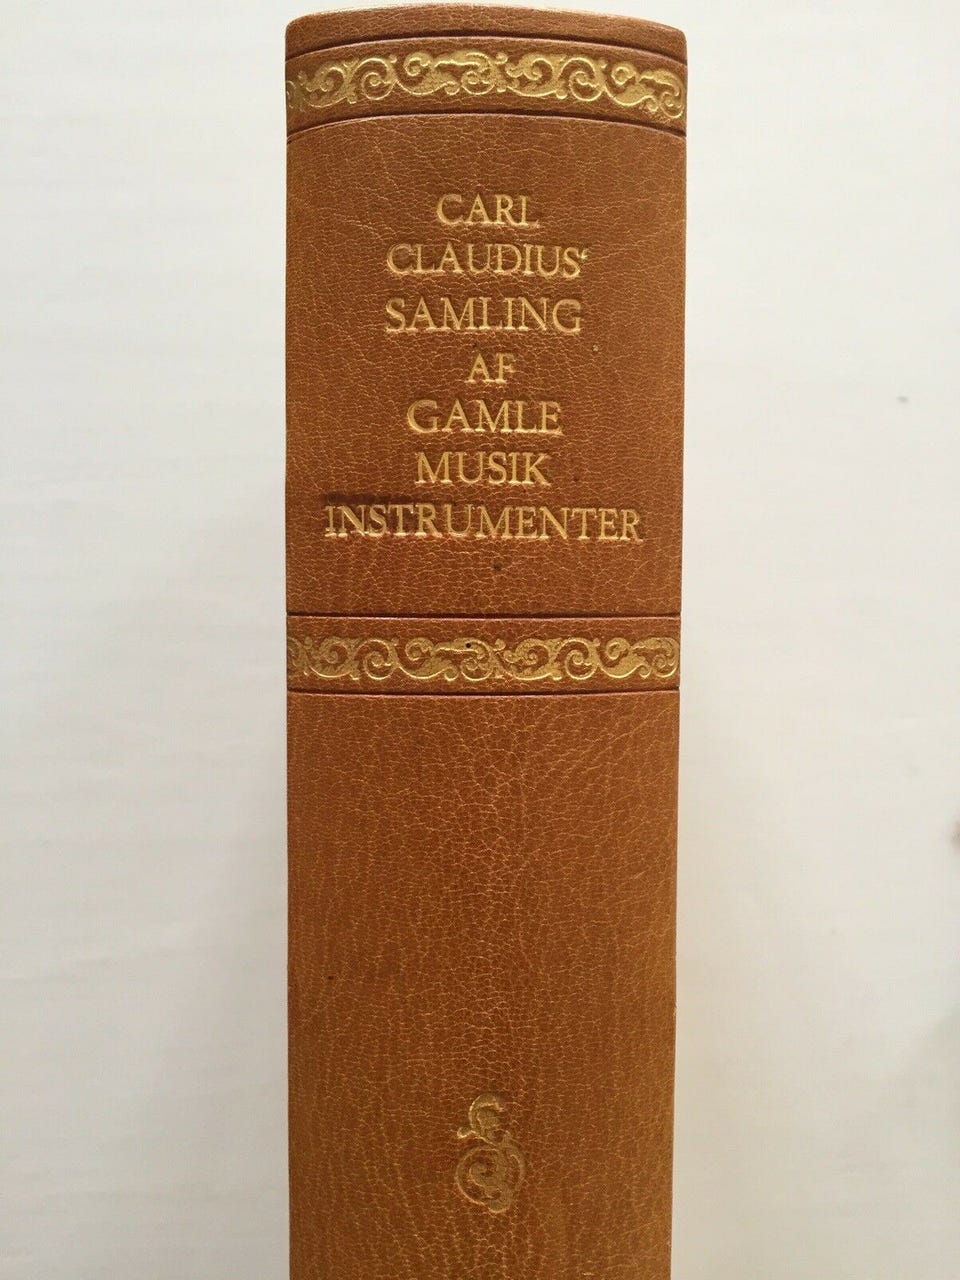 CARL
CLAUDIUS‘
SAMLING
AF
GAMLE
MUSIK
INSTRUMENTER